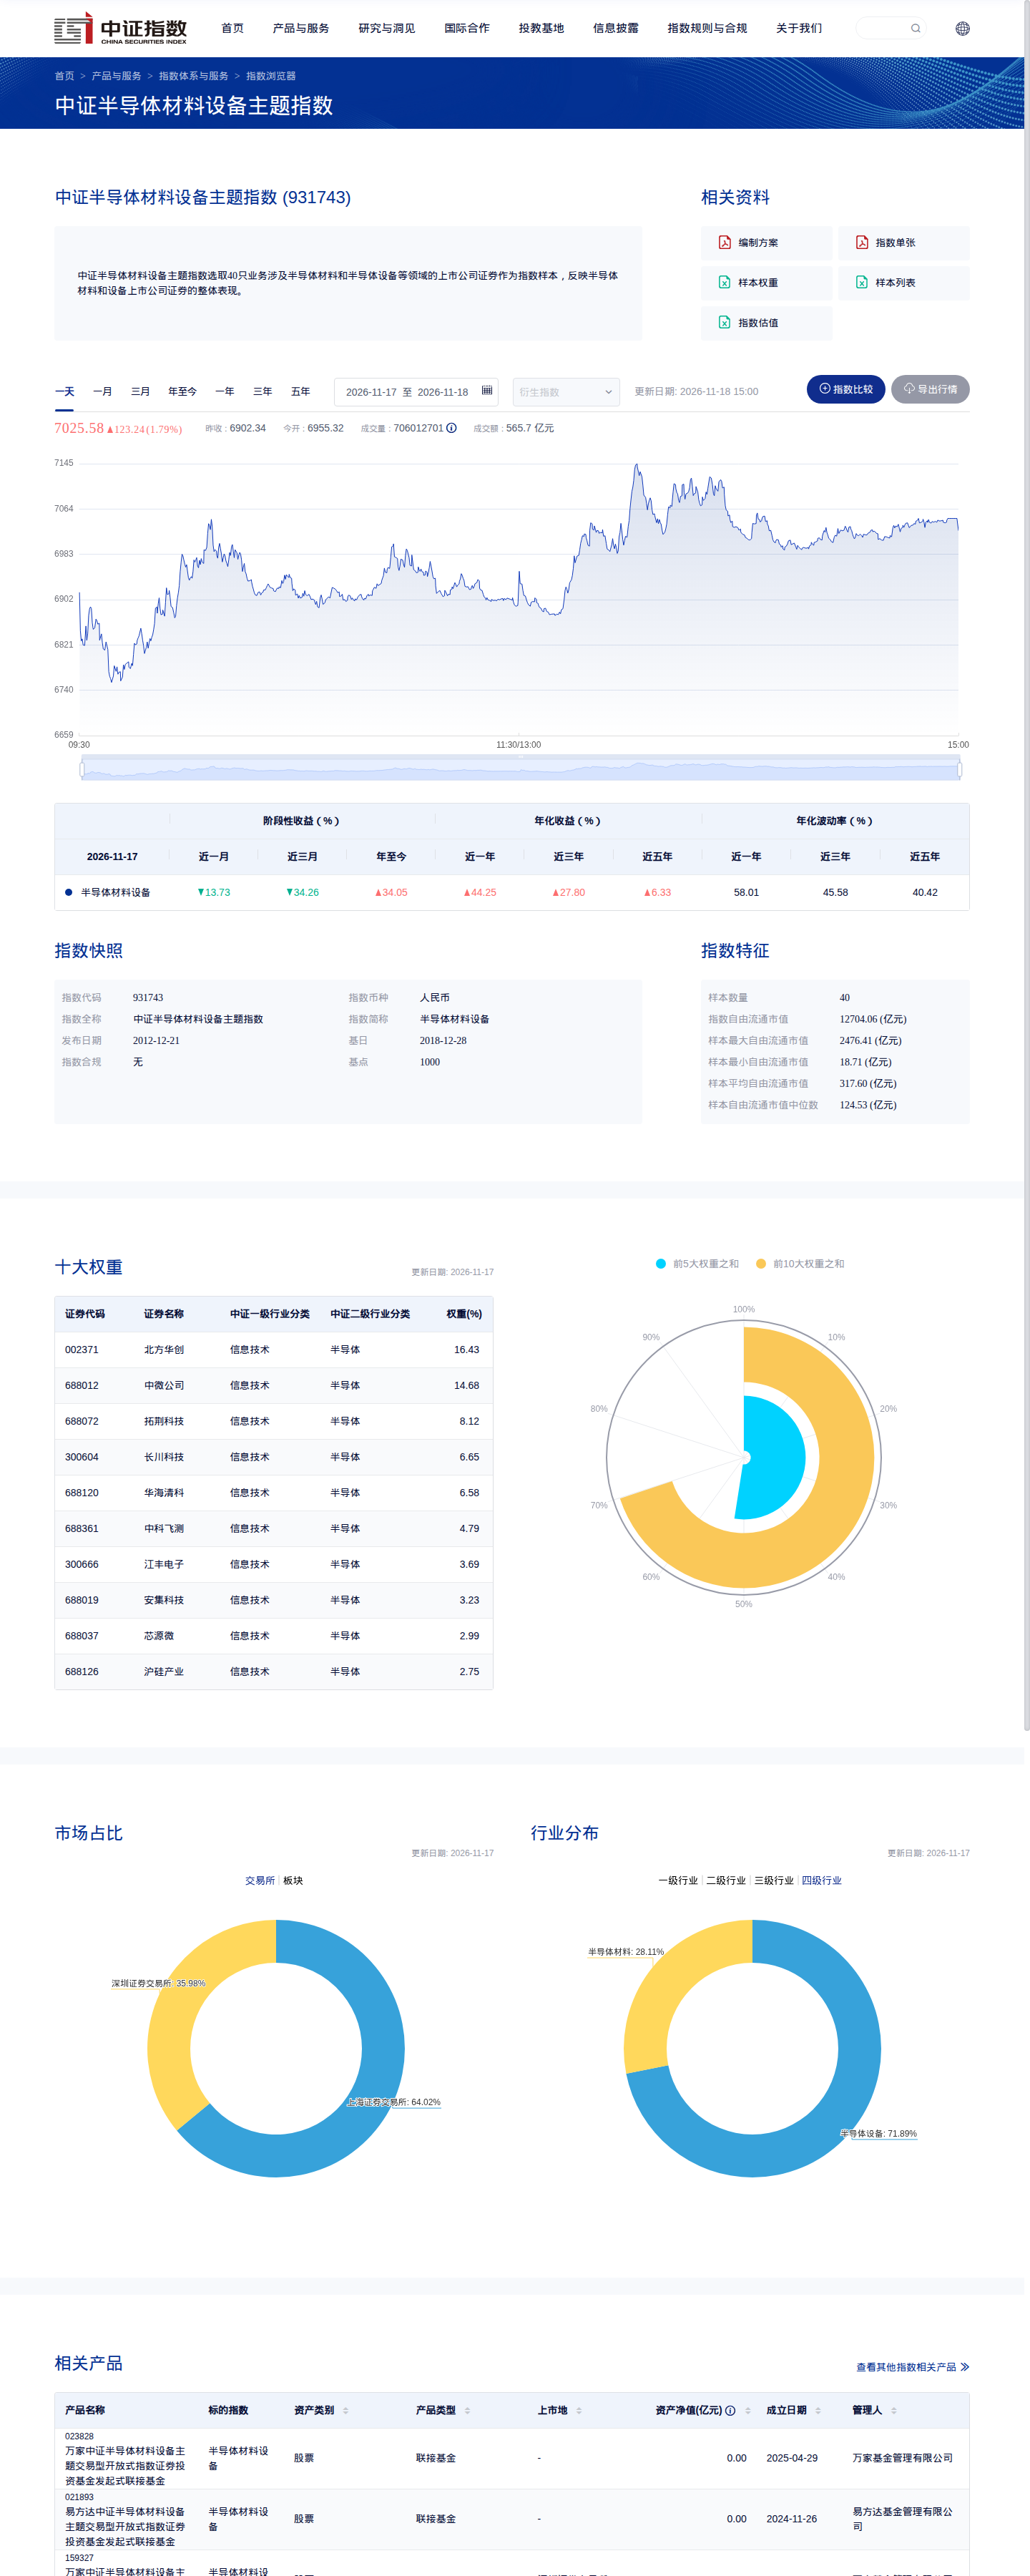 中证指数
CHINA SECURITIES INDEX
首页 产品与服务 研究与洞见 国际合作 投教基地 信息披露 指数规则与合规 关于我们
首页 > 产品与服务 > 指数体系与服务 > 指数浏览器
中证半导体材料设备主题指数
中证半导体材料设备主题指数 (931743)
中证半导体材料设备主题指数选取40只业务涉及半导体材料和半导体设备等领域的上市公司证券作为指数样本，反映半导体
材料和设备上市公司证券的整体表现。
相关资料
编制方案 指数单张
样本权重 样本列表
指数估值
一天 一月 三月 年至今 一年 三年 五年 2026-11-17 至 2026-11-18 衍生指数 更新日期: 2026-11-18 15:00 指数比较 导出行情
7025.58 ▲123.24 (1.79%) 昨收 : 6902.34 今开 : 6955.32 成交量 : 706012701 成交额 : 565.7 亿元
7145
7064
6983
6902
6821
6740
6659
09:30 11:30/13:00 15:00
阶段性收益 ( % ) 年化收益 ( % ) 年化波动率 ( % )
2026-11-17 近一月 近三月 年至今 近一年 近三年 近五年 近一年 近三年 近五年
半导体材料设备 ▼13.73 ▼34.26 ▲34.05 ▲44.25 ▲27.80 ▲6.33 58.01 45.58 40.42
指数快照
指数代码 931743 指数币种 人民币
指数全称 中证半导体材料设备主题指数 指数简称 半导体材料设备
发布日期 2012-12-21 基日 2018-12-28
指数合规 无 基点 1000
指数特征
样本数量 40
指数自由流通市值 12704.06 (亿元)
样本最大自由流通市值 2476.41 (亿元)
样本最小自由流通市值 18.71 (亿元)
样本平均自由流通市值 317.60 (亿元)
样本自由流通市值中位数 124.53 (亿元)
十大权重
更新日期: 2026-11-17
证券代码 证券名称 中证一级行业分类 中证二级行业分类 权重(%)
002371 北方华创 信息技术 半导体 16.43
688012 中微公司 信息技术 半导体 14.68
688072 拓荆科技 信息技术 半导体 8.12
300604 长川科技 信息技术 半导体 6.65
688120 华海清科 信息技术 半导体 6.58
688361 中科飞测 信息技术 半导体 4.79
300666 江丰电子 信息技术 半导体 3.69
688019 安集科技 信息技术 半导体 3.23
688037 芯源微 信息技术 半导体 2.99
688126 沪硅产业 信息技术 半导体 2.75
前5大权重之和 前10大权重之和
100%
90% 10%
80% 20%
70% 30%
60% 40%
50%
市场占比
更新日期: 2026-11-17
交易所 | 板块
深圳证券交易所: 35.98%
上海证券交易所: 64.02%
行业分布
更新日期: 2026-11-17
一级行业 | 二级行业 | 三级行业 | 四级行业
半导体材料: 28.11%
半导体设备: 71.89%
相关产品
查看其他指数相关产品
产品名称 标的指数 资产类别 产品类型 上市地 资产净值(亿元) 成立日期 管理人
023828
万家中证半导体材料设备主
题交易型开放式指数证券投
资基金发起式联接基金
半导体材料设
备
股票 联接基金 - 0.00 2025-04-29 万家基金管理有限公司
021893
易方达中证半导体材料设备
主题交易型开放式指数证券
投资基金发起式联接基金
半导体材料设
备
股票 联接基金 - 0.00 2024-11-26
易方达基金管理有限公
司
159327
万家中证半导体材料设备主
半导体材料设